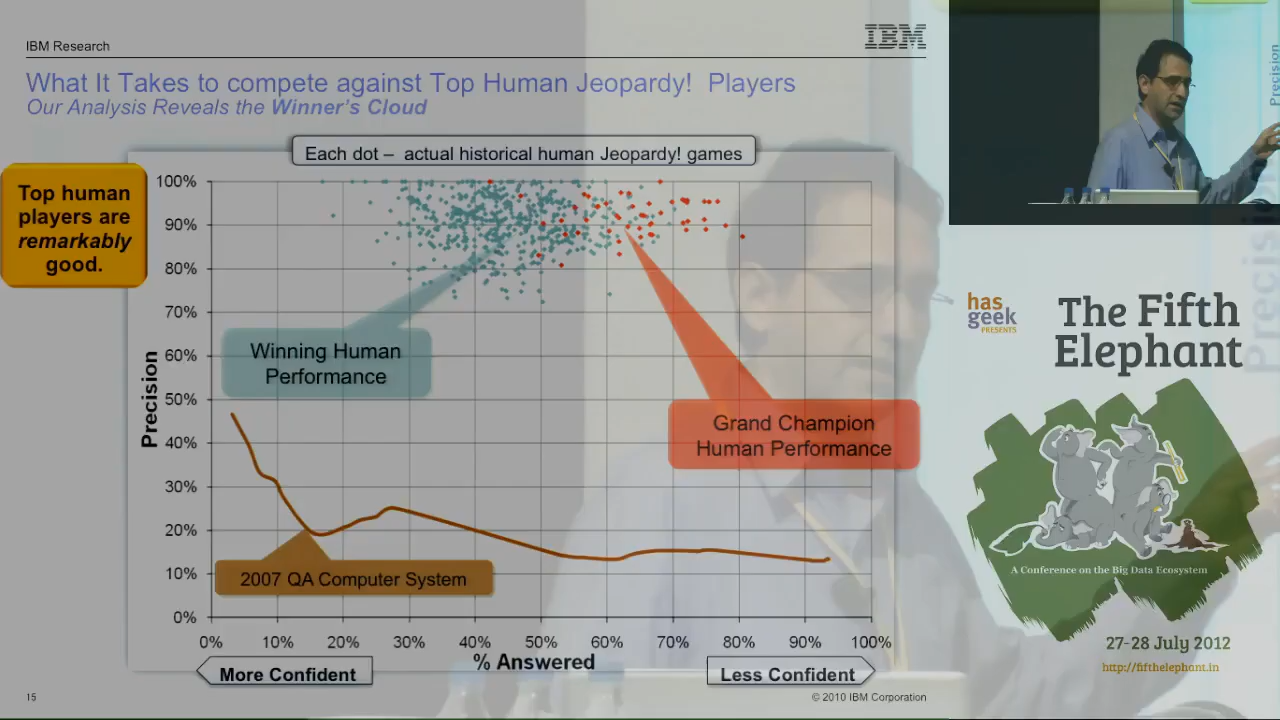 IBM Research
IBM
What It Takes to compete against Top Human Jeopardy! Players
Our Analysis Reveals the Winner's Cloud
Each dot – actual historical human Jeopardy! games
Top human
players are
remarkably
good.
100%
90%
80%
70%
60%
50%
40%
30%
20%
10%
0%
Precision
Winning Human
Performance
Grand Champion
Human Performance
2007 QA Computer System
0%
10%
20%
30%
40%
50%
60%
70%
80%
90%
100%
% Answered
More Confident
Less Confident
15
© 2010 IBM Corporation
Precision
has
geek
PRESENTS
The Fifth
Elephant
A Conference on the Big Data Ecosystem
27-28 July 2012
http://fifthelephant.in